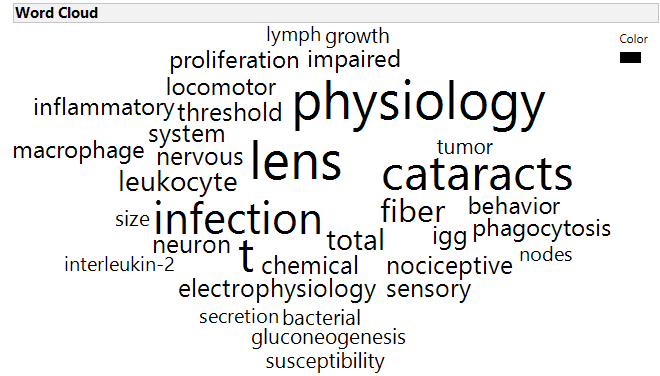 Word Cloud
Color
lymph growth
proliferation impaired
locomotor
physiology
inflammatory threshold
system
macrophage nervous lens tumor
leukocyte cataracts
size infection fiber behavior
neuron t total igg phagocytosis
interleukin-2 chemical nociceptive nodes
electrophysiology sensory
secretion bacterial
gluconeogenesis
susceptibility